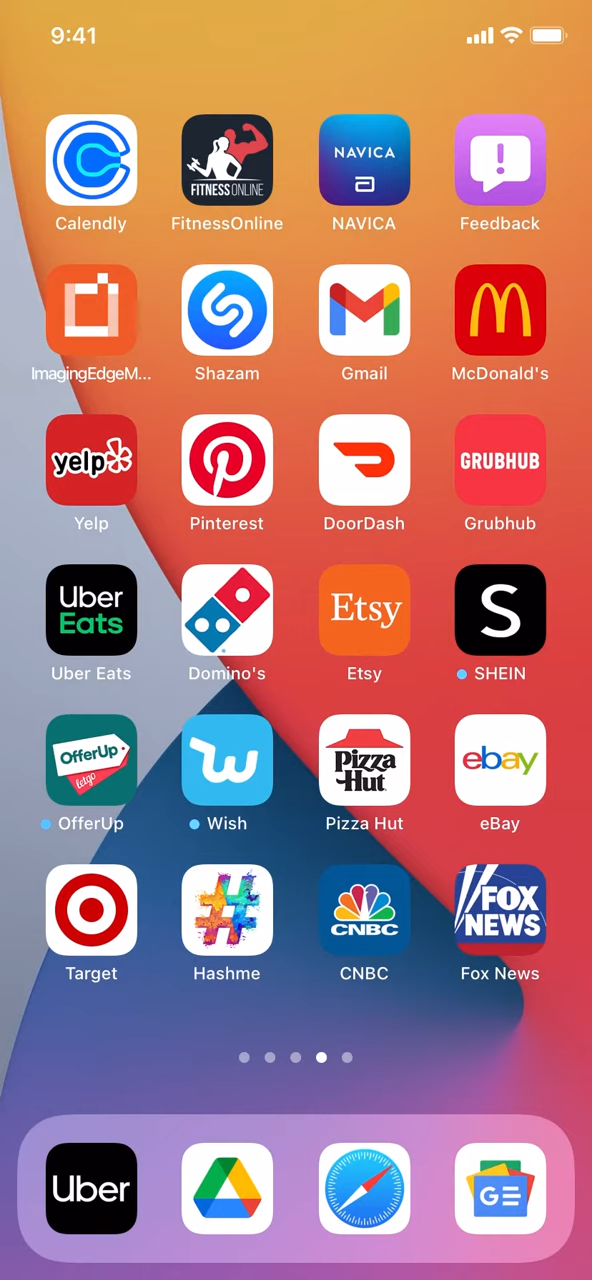 9:41
FITNESSONLINE
NAVICA
!
Calendly
FitnessOnline
NAVICA
Feedback
ImagingEdgeM...
Shazam
Gmail
McDonald's
yelp
GRUBHUB
Yelp
Pinterest
DoorDash
Grubhub
Uber
Eats
Etsy
S
Uber Eats
Domino's
Etsy
SHEIN
OfferUp
letgo
Pizza
Hut
ebay
OfferUp
Wish
Pizza Hut
eBay
#
CNBC
FOX
NEWS
Target
Hashme
CNBC
Fox News
Uber
G